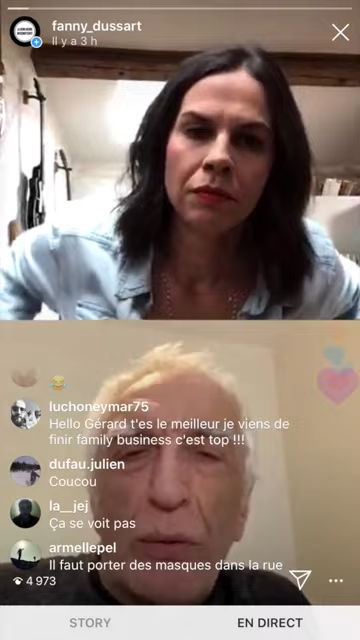 fanny_dussart
Il y a 3 h
luchoneymar75
Hello Gérard t'es le meilleur je viens de
finir family business c'est top !!!
dufau.julien
Coucou
la__jej
Ça se voit pas
armellepel
Il faut porter des masques dans la rue
4 973
STORY
EN DIRECT